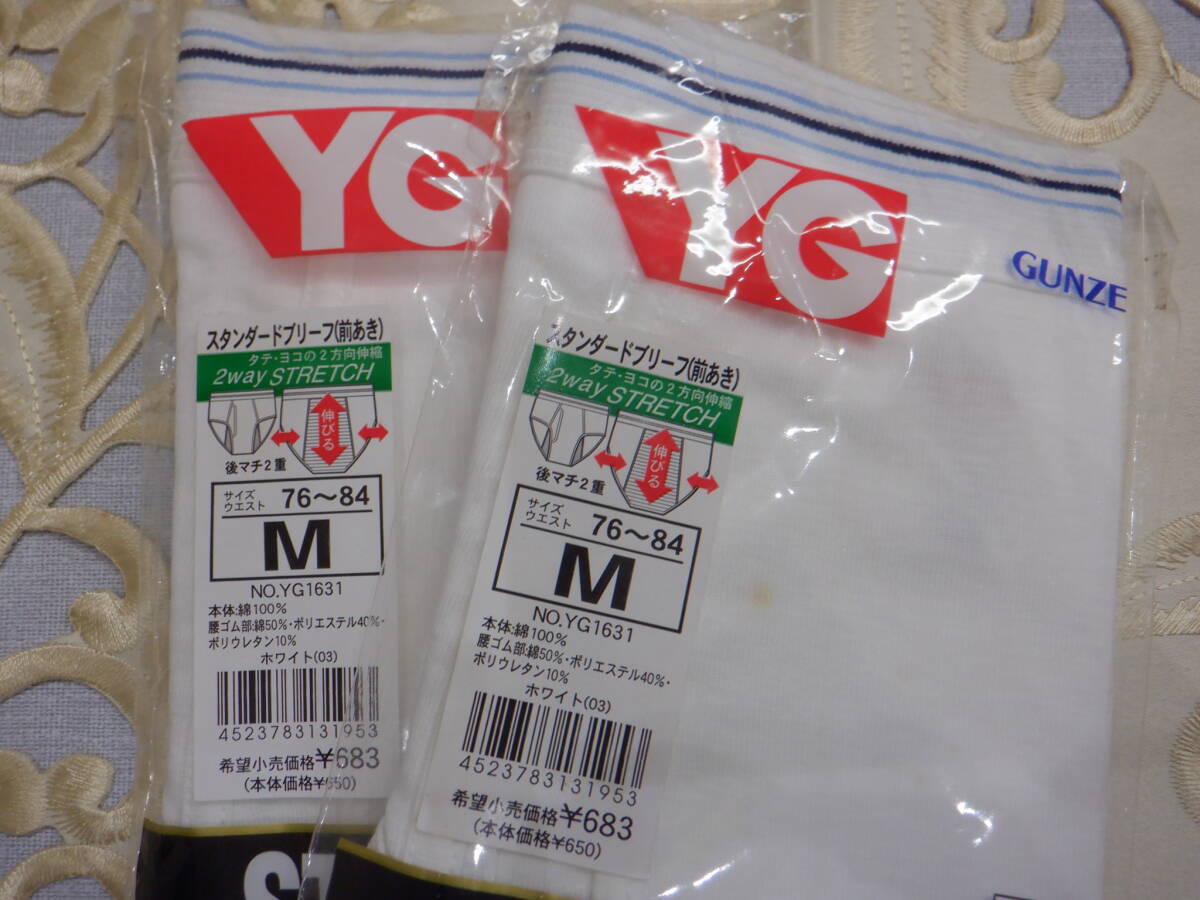 YG
スタンダードブリーフ(前あき)
タテ・ヨコの2方向伸縮
2way STRETCH
伸びる
後マチ2重
サイズ
ウエスト
76〜84
M
NO.YG1631
本体:綿100%
腰ゴム部:綿50%・ポリエステル40%・
ポリウレタン10%
ホワイト(03)
4523783131953
希望小売価格¥683
(本体価格¥650)
YG
GUNZE
スタンダードブリーフ(前あき)
タテ・ヨコの2方向伸縮
2way STRETCH
伸びる
後マチ2重
サイズ
ウエスト
76〜84
M
NO.YG1631
本体:綿100%
腰ゴム部:綿50%・ポリエステル40%・
ポリウレタン10%
ホワイト(03)
4523783131953
希望小売価格¥683
(本体価格¥650)